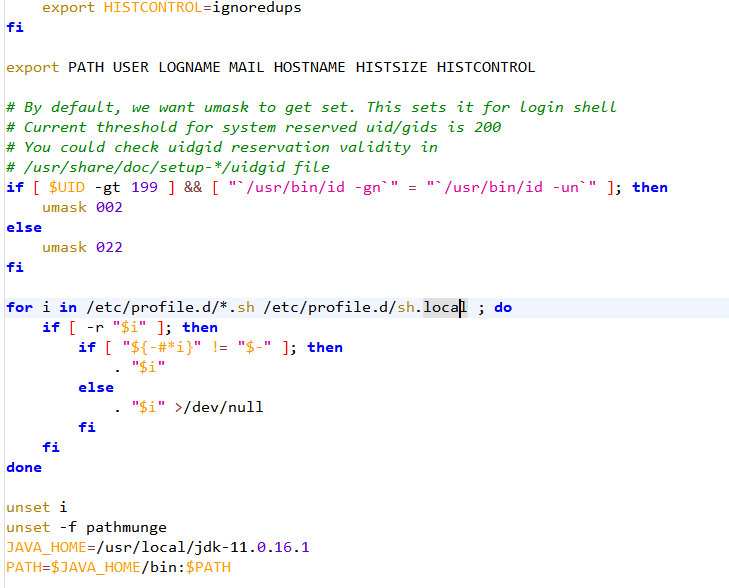 export HISTCONTROL=ignoredups
fi
export PATH USER LOGNAME MAIL HOSTNAME HISTSIZE HISTCONTROL
# By default, we want umask to get set. This sets it for login shell
# Current threshold for system reserved uid/gids is 200
# You could check uidgid reservation validity in
# /usr/share/doc/setup-*/uidgid file
if [ $UID -gt 199 ] && [ "`/usr/bin/id -gn`" = "`/usr/bin/id -un`" ]; then
umask 002
else
umask 022
fi
for i in /etc/profile.d/*.sh /etc/profile.d/sh.local ; do
if [ -r "$i" ]; then
if [ "${-#*i}" != "$-" ]; then
. "$i"
else
. "$i" >/dev/null
fi
fi
done
unset i
unset -f pathmunge
JAVA_HOME=/usr/local/jdk-11.0.16.1
PATH=$JAVA_HOME/bin:$PATH